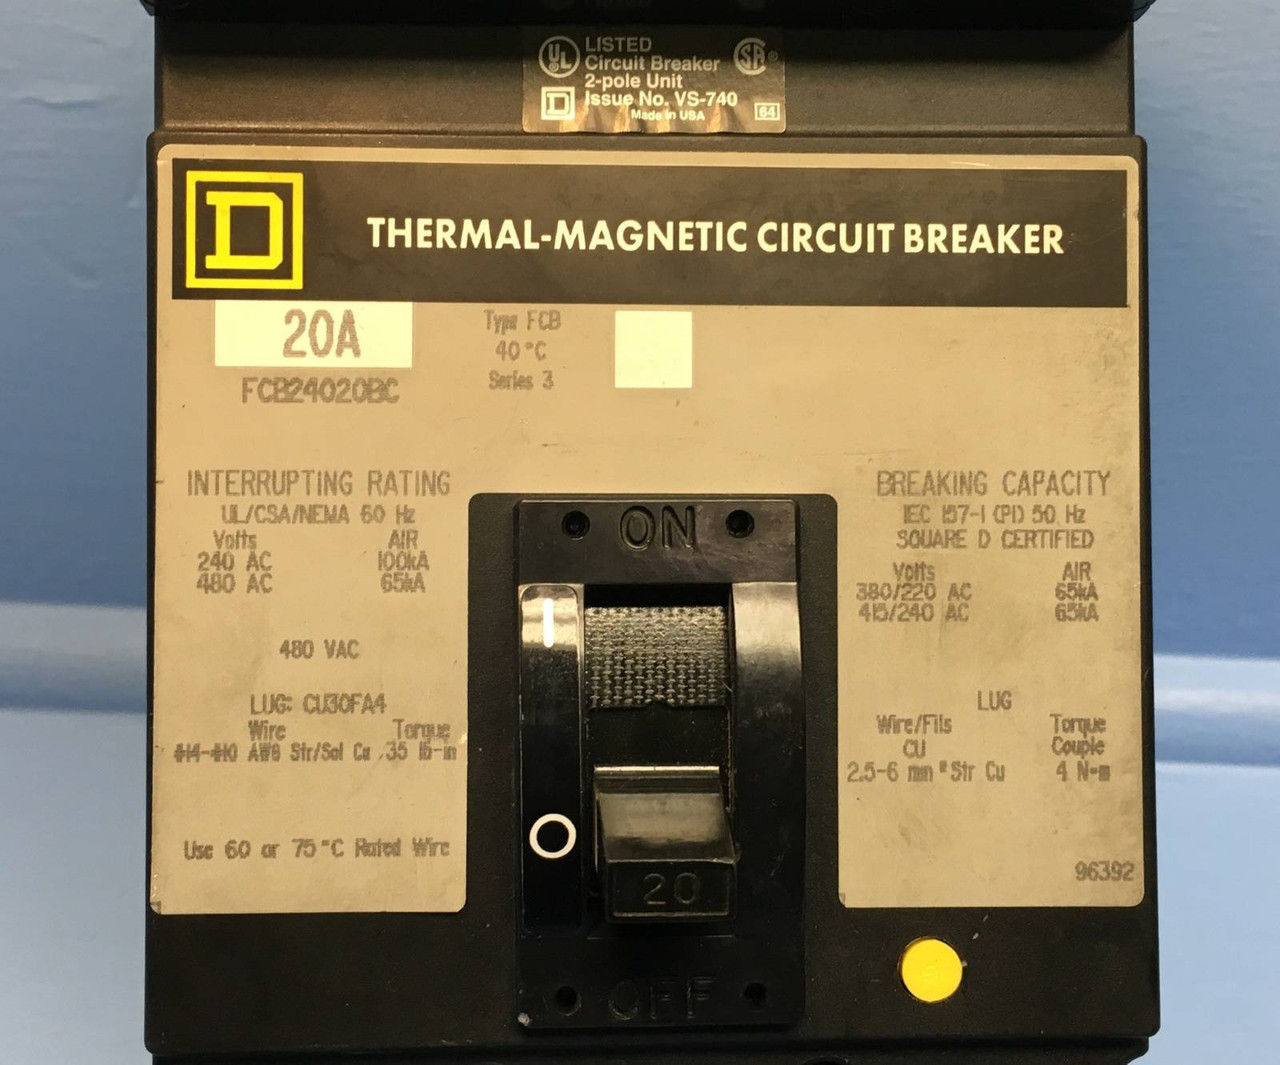 UL LISTED SA
Circuit Breaker
2-pole Unit
D Issue No. VS-740
Made in USA 64
D THERMAL-MAGNETIC CIRCUIT BREAKER
20A
FCB24020BC
Type FCB
40°C
Series 3
INTERRUPTING RATING
UL/CSA/NEMA 60 Hz
Volts AIR
240 AC 100kA
480 AC 65kA
480 VAC
LUG: CU30FA4
Wire Torque
#14-#10 AWG Str/Sol Cu 35 lb-in
Use 60 or 75°C Rated Wire
ON
20
OFF
BREAKING CAPACITY
IEC 157-1 (P1) 50 Hz
SQUARE D CERTIFIED
Volts AIR
380/220 AC 65kA
415/240 AC 65kA
LUG
Wire/Fils Torque
CU Couple
2.5-6 mm² Str Cu 4 N-m
96392